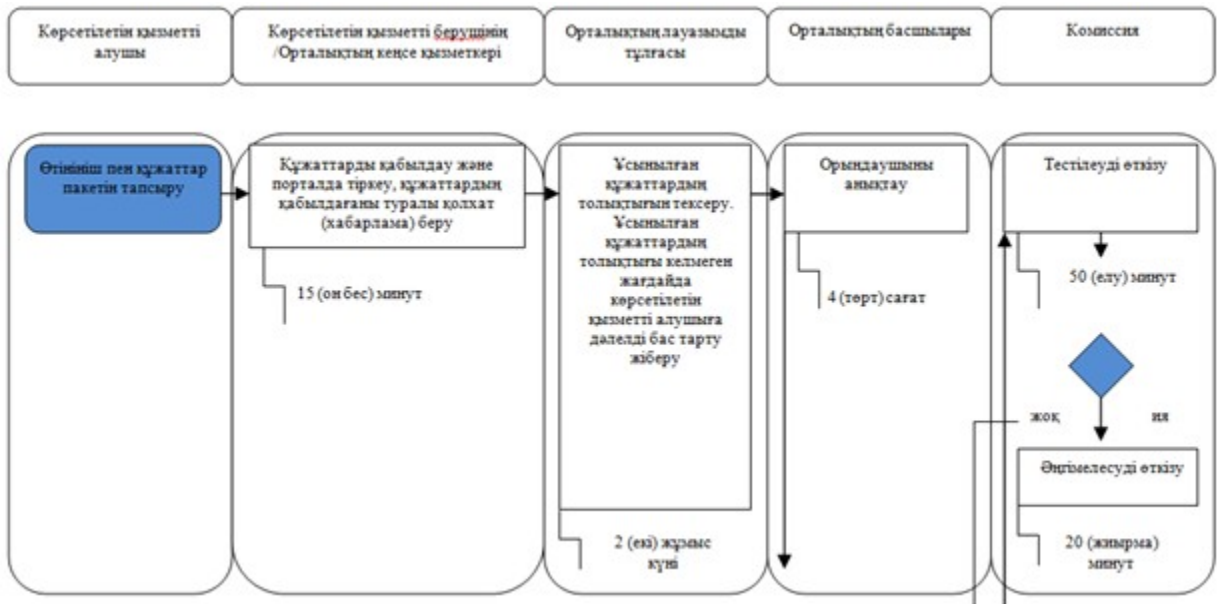 Көрсетілетін қызметті
алушы
Көрсетілетін қызметті берушінің
/Орталықтың кеңсе қызметкері
Орталықтың лауазымды
тұлғасы
Орталықтың басшылары
Комиссия
Өтінініш пен құжаттар
пакетін тапсыру
Құжаттарды қабылдау және
порталда тіркеу, құжаттардың
қабылдағаны туралы қолхат
(хабарлама) беру
15 (он бес) минут
Ұсынылған
құжаттардың
толықтығын тексеру.
Ұсынылған
құжаттардың
толықтығы келмеген
жағдайда
көрсетілетін
қызметті алушыға
дәлелді бас тарту
жіберу
2 (екі) жұмыс
күні
Орындаушыны
анықтау
4 (төрт) сағат
Тестілеуді өткізу
50 (елу) минут
жоқ
ия
Әңгімелесуді өткізу
20 (жиырма)
минут